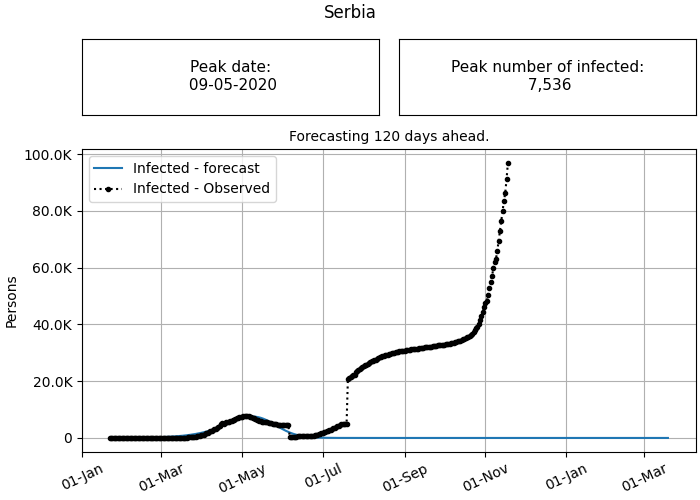 Serbia
Peak date:
09-05-2020
Peak number of infected:
7,536
Forecasting 120 days ahead.
Infected - forecast
Infected - Observed
Persons
100.0K
80.0K
60.0K
40.0K
20.0K
0
01-Jan
01-Mar
01-May
01-Jul
01-Sep
01-Nov
01-Jan
01-Mar